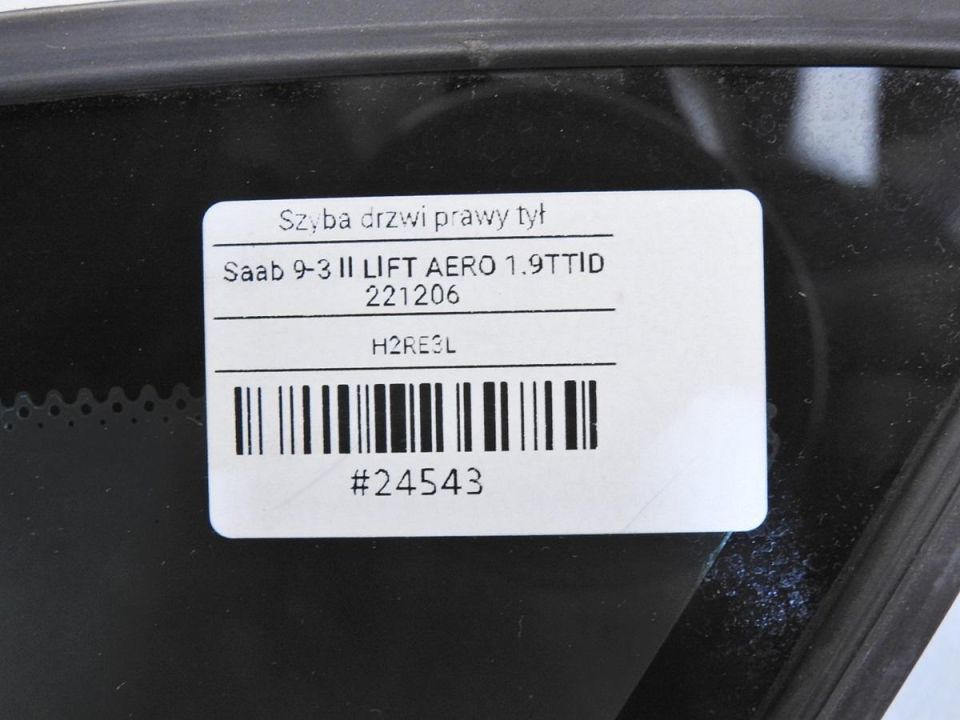 Szyba drzwi prawy tył
Saab 9-3 II LIFT AERO 1.9TTID
221206
H2RE3L
#24543